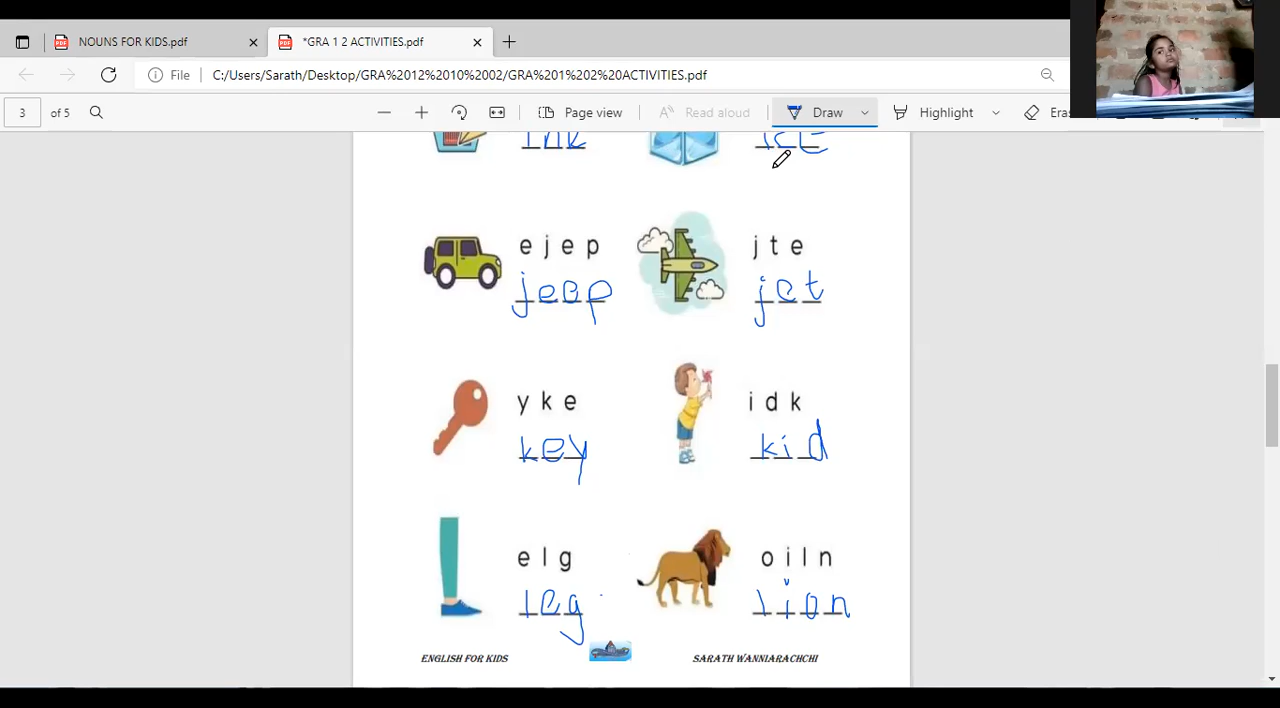 NOUNS FOR KIDS.pdf
*GRA 1 2 ACTIVITIES.pdf
File
C:/Users/Sarath/Desktop/GRA%2012%2010%2002/GRA%201%202%20ACTIVITIES.pdf
3 of 5
Page view
Read aloud
Draw
Highlight
Eras
ink icE
e j e p j t e
jeep jet
y k e i d k
key kid
e l g o i l n
leg lion
ENGLISH FOR KIDS SARATH WANNIARACHCHI